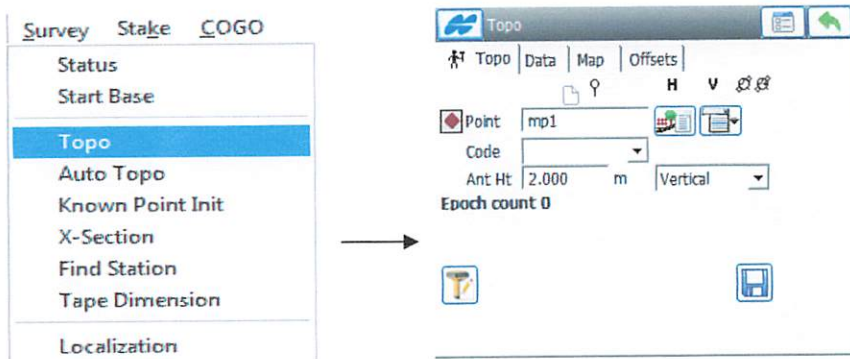 Survey Stake COGO
Status
Start Base
Topo
Auto Topo
Known Point Init
X-Section
Find Station
Tape Dimension
Localization
Topo
Topo Data Map Offsets
H V
Point mp1
Code
Ant Ht 2.000 m Vertical
Epoch count 0